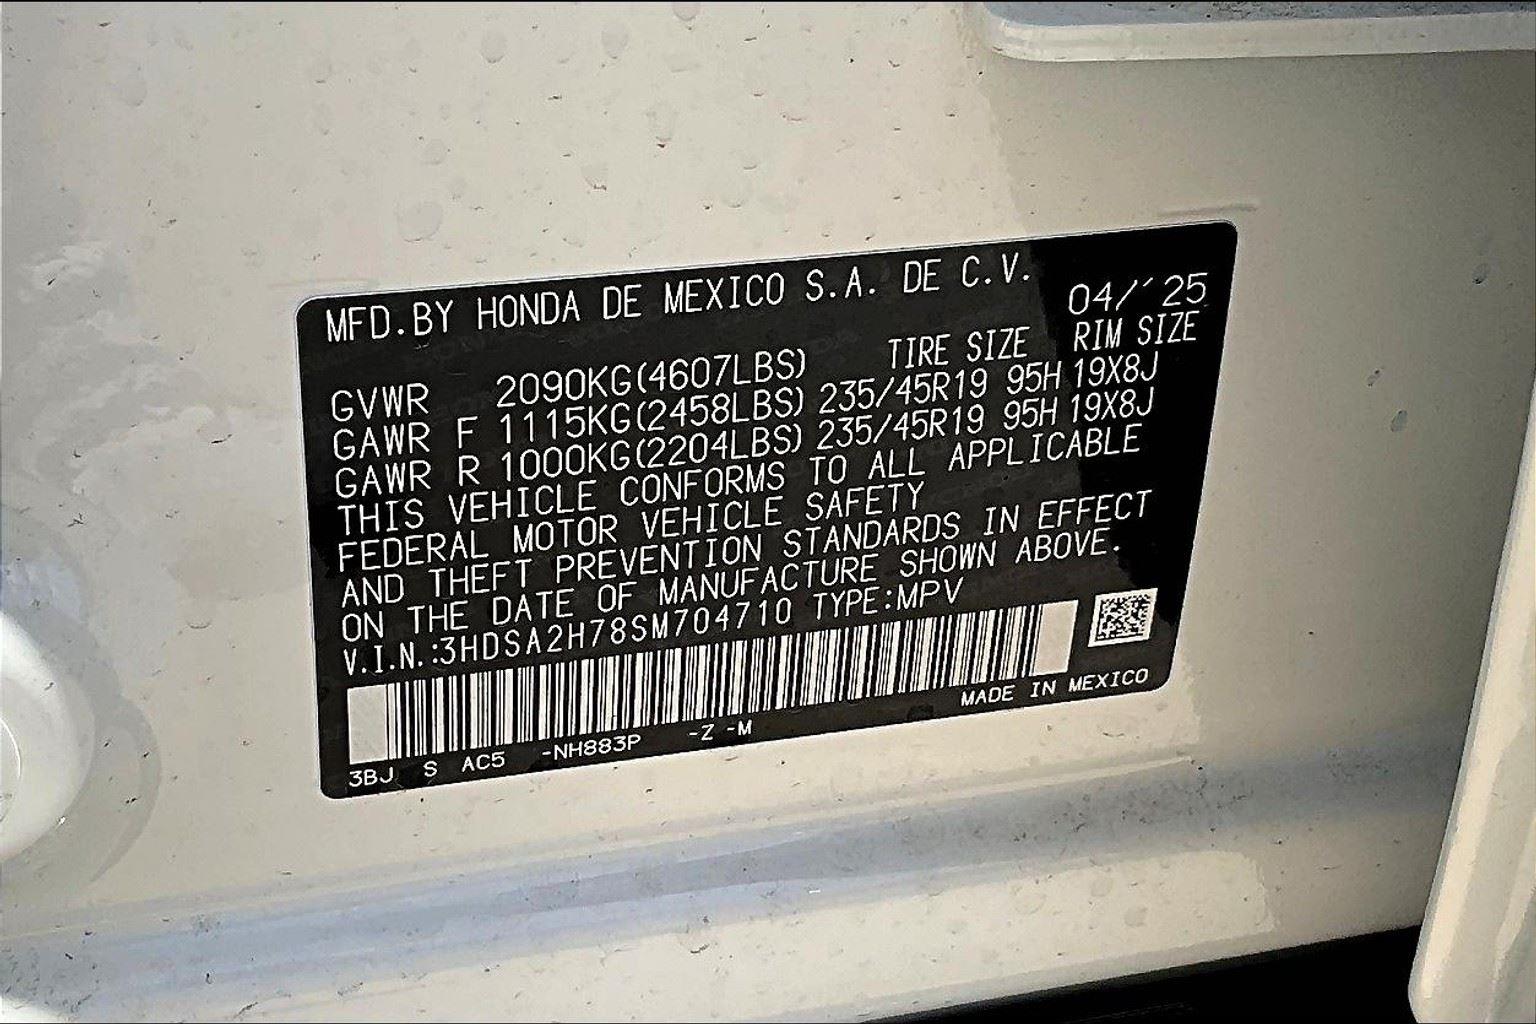 MFD.BY HONDA DE MEXICO S.A. DE C.V.
04/'25
TIRE SIZE RIM SIZE
GVWR 2090KG(4607LBS)
GAWR F 1115KG(2458LBS) 235/45R19 95H 19X8J
GAWR R 1000KG(2204LBS) 235/45R19 95H 19X8J
THIS VEHICLE CONFORMS TO ALL APPLICABLE
FEDERAL MOTOR VEHICLE SAFETY
AND THEFT PREVENTION STANDARDS IN EFFECT
ON THE DATE OF MANUFACTURE SHOWN ABOVE.
V.I.N.:3HDSA2H78SM704710 TYPE:MPV
MADE IN MEXICO
3BJ S AC5 -NH883P -Z -M